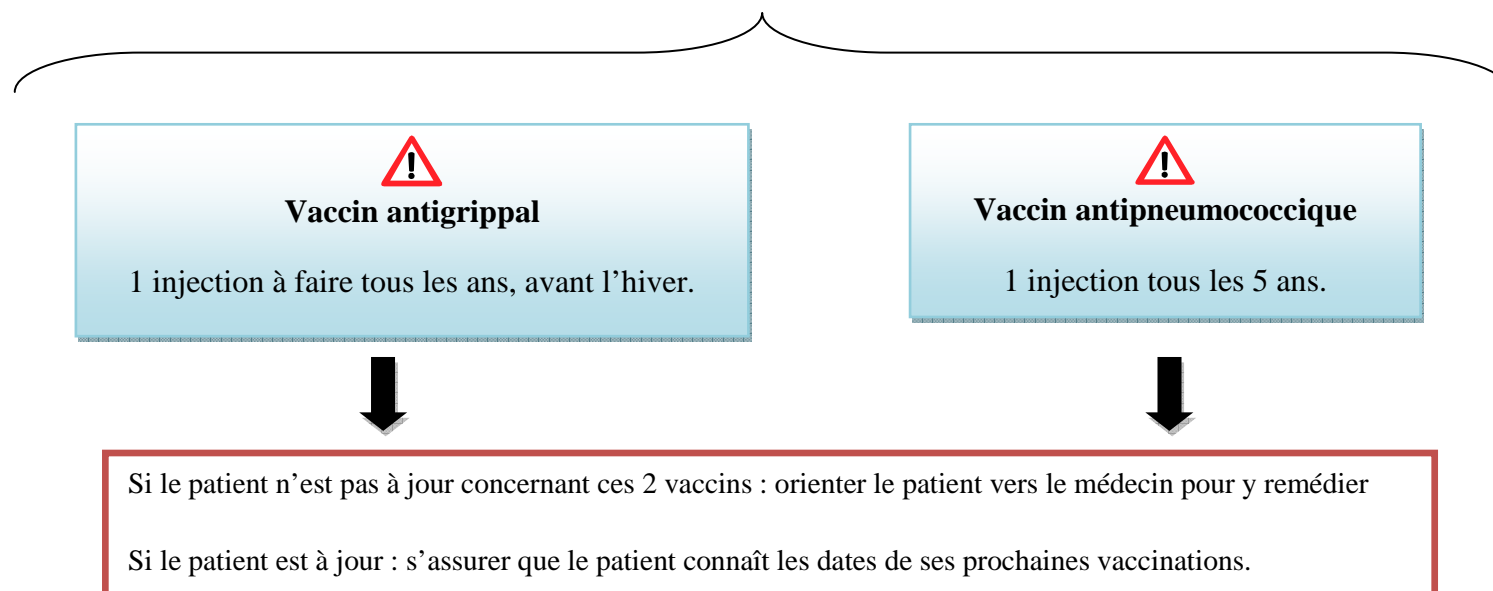 Vaccin antigrippal
1 injection à faire tous les ans, avant l’hiver.
Vaccin antipneumococcique
1 injection tous les 5 ans.
Si le patient n’est pas à jour concernant ces 2 vaccins : orienter le patient vers le médecin pour y remédier
Si le patient est à jour : s’assurer que le patient connaît les dates de ses prochaines vaccinations.